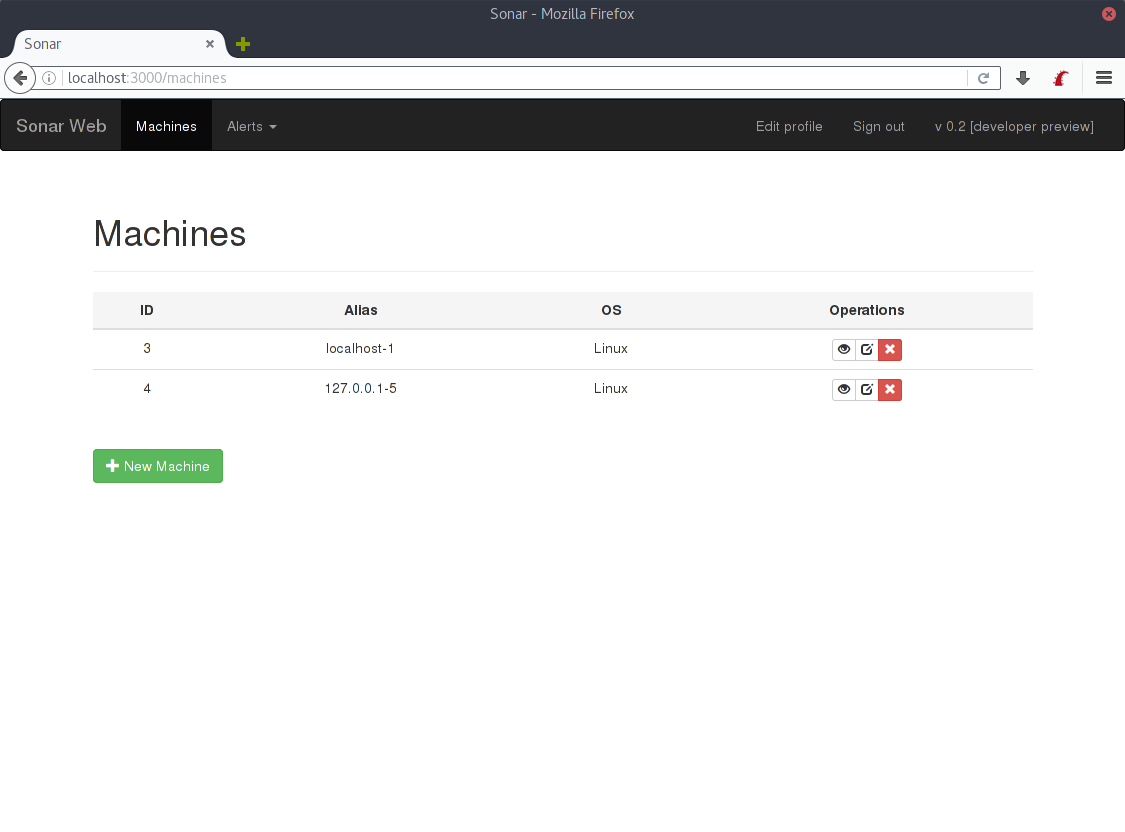 Sonar - Mozilla Firefox
Sonar
localhost:3000/machines
Sonar Web Machines Alerts Edit profile Sign out v 0.2 [developer preview]
Machines
ID Alias OS Operations
3 localhost-1 Linux
4 127.0.0.1-5 Linux
New Machine